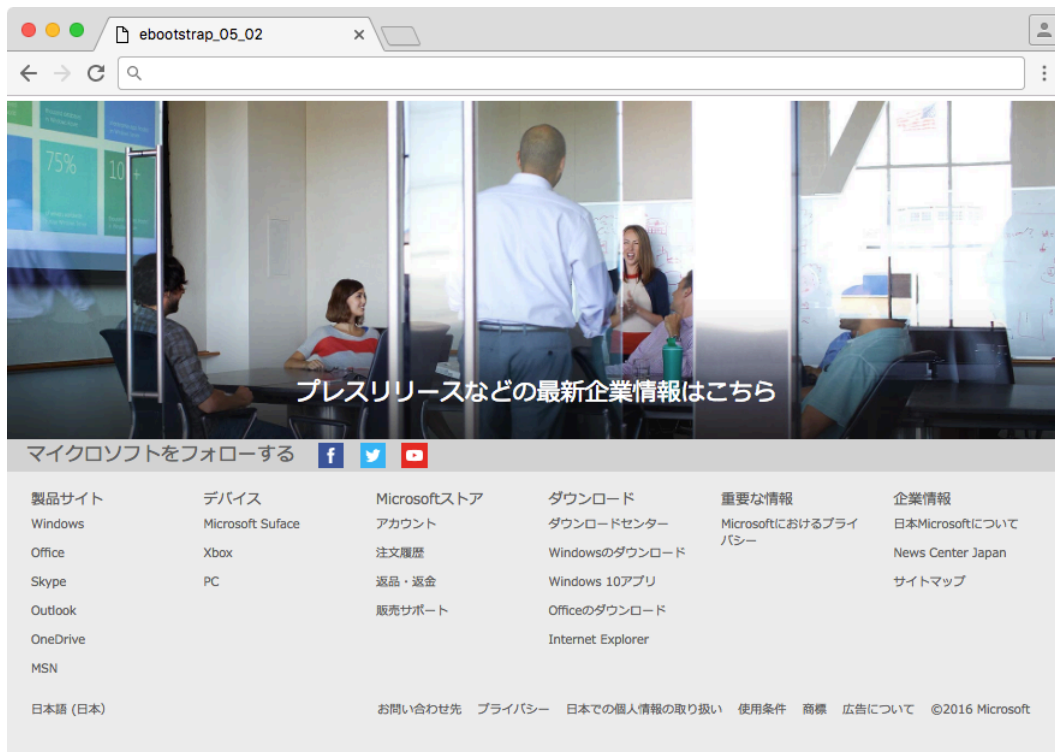 ebootstrap_05_02
75%
プレスリリースなどの最新企業情報はこちら
マイクロソフトをフォローする
製品サイト
Windows
Office
Skype
Outlook
OneDrive
MSN
デバイス
Microsoft Suface
Xbox
PC
Microsoftストア
アカウント
注文履歴
返品・返金
販売サポート
ダウンロード
ダウンロードセンター
Windowsのダウンロード
Windows 10アプリ
Officeのダウンロード
Internet Explorer
重要な情報
Microsoftにおけるプライ
バシー
企業情報
日本Microsoftについて
News Center Japan
サイトマップ
日本語 (日本)
お問い合わせ先 プライバシー 日本での個人情報の取り扱い 使用条件 商標 広告について ©2016 Microsoft